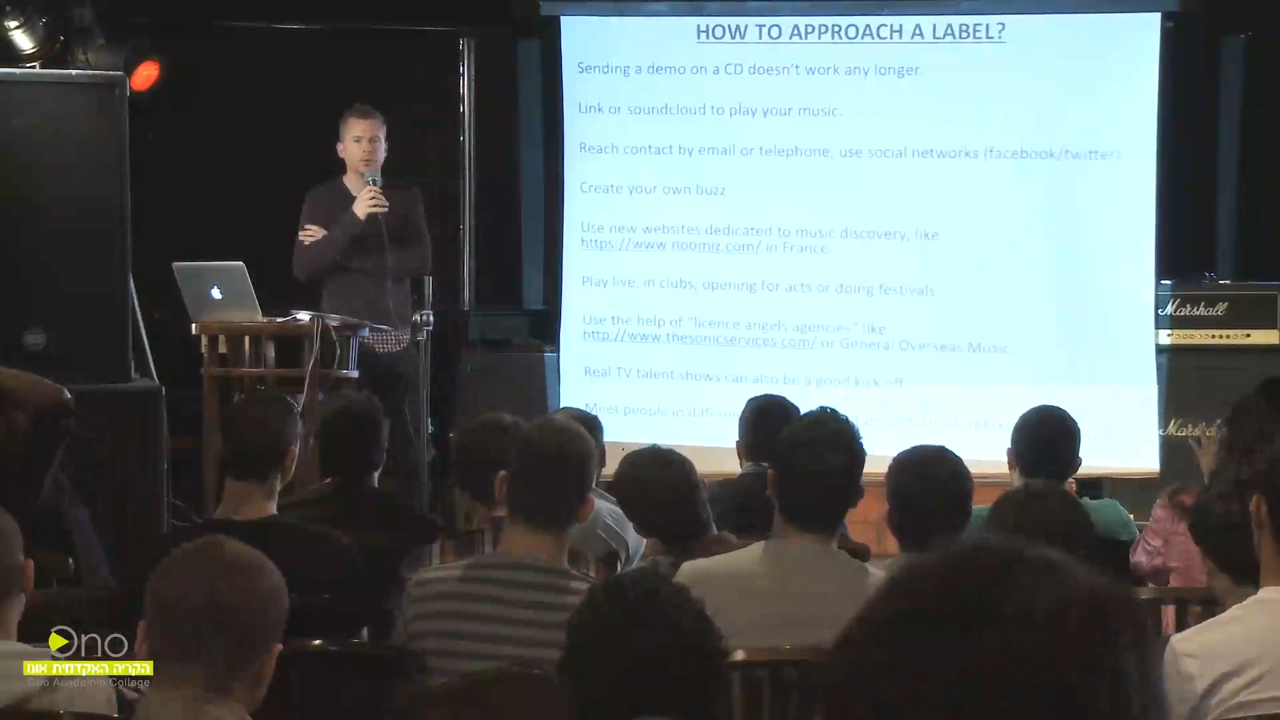 HOW TO APPROACH A LABEL?
Sending a demo on a CD doesn't work any longer.
Link or soundcloud to play your music.
Reach contact by email or telephone, use social networks (facebook/twitter)
Create your own buzz
Use new websites dedicated to music discovery, like
https://www.noomiz.com/ in France
Play live, in clubs, opening for acts or doing festivals
Use the help of "licence angels agencies" like
http://www.thesonicservices.com/ or General Overseas Music
Real TV talent shows can also be a good kick off
Meet people in
Marshall
Marshall
Ono
הקריה האקדמית אונו
Ono Academic College